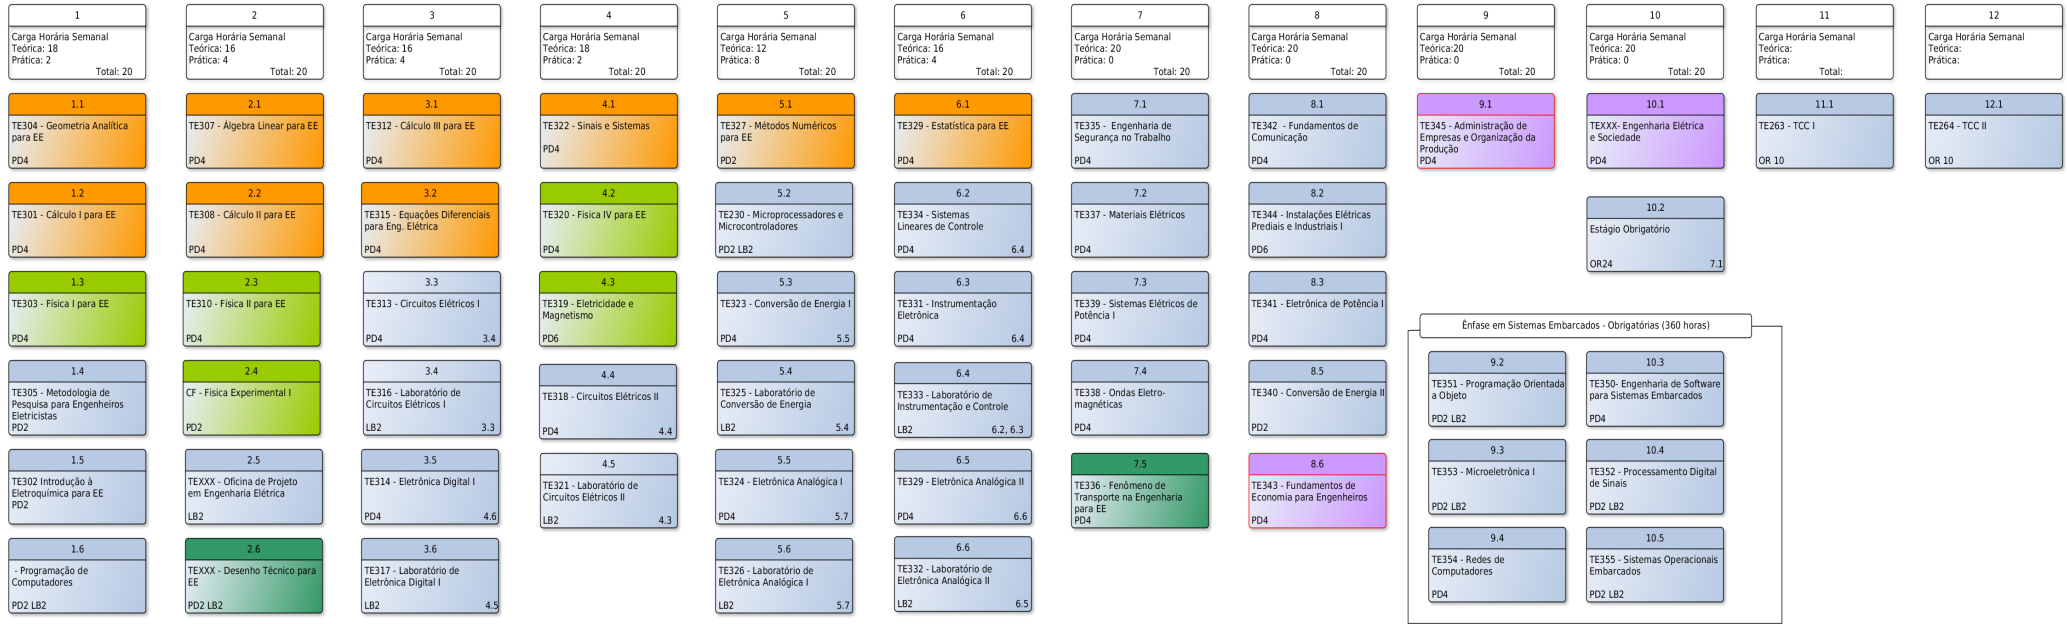 1
Carga Horária Semanal
Teórica: 18
Prática: 2
Total: 20
1.1
TE304 - Geometria Analítica
para EE
PD4
1.2
TE301 - Cálculo I para EE
PD4
1.3
TE303 - Física I para EE
PD4
1.4
TE305 - Metodologia de
Pesquisa para Engenheiros
Eletricistas
PD2
1.5
TE302 Introdução à
Eletroquímica para EE
PD2
1.6
- Programação de
Computadores
PD2 LB2
2
Carga Horária Semanal
Teórica: 16
Prática: 4
Total: 20
2.1
TE307 - Álgebra Linear para EE
PD4
2.2
TE308 - Cálculo II para EE
PD4
2.3
TE310 - Fisica II para EE
PD4
2.4
CF - Fisica Experimental I
PD2
2.5
TEXXX - Oficina de Projeto
em Engenharia Elétrica
LB2
2.6
TEXXX - Desenho Técnico para
EE
PD2 LB2
3
Carga Horária Semanal
Teórica: 16
Prática: 4
Total: 20
3.1
TE312 - Cálculo III para EE
PD4
3.2
TE315 - Equações Diferenciais
para Eng. Elétrica
PD4
3.3
TE313 - Circuitos Elétricos I
PD4 3.4
3.4
TE316 - Laboratório de
Circuitos Elétricos I
LB2 3.3
3.5
TE314 - Eletrônica Digital I
PD4 4.6
3.6
TE317 - Laboratório de
Eletrônica Digital I
LB2 4.5
4
Carga Horária Semanal
Teórica: 18
Prática: 2
Total: 20
4.1
TE322 - Sinais e Sistemas
PD4
4.2
TE320 - Fisica IV para EE
PD4
4.3
TE319 - Eletricidade e
Magnetismo
PD6
4.4
TE318 - Circuitos Elétricos II
PD4 4.4
4.5
TE321 - Laboratório de
Circuitos Elétricos II
LB2 4.3
5
Carga Horária Semanal
Teórica: 12
Prática: 8
Total: 20
5.1
TE327 - Métodos Numéricos
para EE
PD2
5.2
TE230 - Microprocessadores e
Microcontroladores
PD2 LB2
5.3
TE323 - Conversão de Energia I
PD4 5.5
5.4
TE325 - Laboratório de
Conversão de Energia
LB2 5.4
5.5
TE324 - Eletrônica Analógica I
PD4 5.7
5.6
TE326 - Laboratório de
Eletrônica Analógica I
LB2 5.7
6
Carga Horária Semanal
Teórica: 16
Prática: 4
Total: 20
6.1
TE329 - Estatística para EE
PD4
6.2
TE334 - Sistemas
Lineares de Controle
PD4 6.4
6.3
TE331 - Instrumentação
Eletrônica
PD4 6.4
6.4
TE333 - Laboratório de
Instrumentação e Controle
LB2 6.2, 6.3
6.5
TE329 - Eletrônica Analógica II
PD4 6.6
6.6
TE332 - Laboratório de
Eletrônica Analógica II
LB2 6.5
7
Carga Horária Semanal
Teórica: 20
Prática: 0
Total: 20
7.1
TE335 - Engenharia de
Segurança no Trabalho
PD4
7.2
TE337 - Materiais Elétricos
PD4
7.3
TE339 - Sistemas Elétricos de
Potência I
PD4
7.4
TE338 - Ondas Eletro-
magnéticas
PD4
7.5
TE336 - Fenômeno de
Transporte na Engenharia
para EE
PD4
8
Carga Horária Semanal
Teórica: 20
Prática: 0
Total: 20
8.1
TE342 - Fundamentos de
Comunicação
PD4
8.2
TE344 - Instalações Elétricas
Prediais e Industriais I
PD6
8.3
TE341 - Eletrônica de Potência I
PD4
8.5
TE340 - Conversão de Energia II
PD2
8.6
TE343 - Fundamentos de
Economia para Engenheiros
PD4
9
Carga Horária Semanal
Teórica:20
Prática: 0
Total: 20
9.1
TE345 - Administração de
Empresas e Organização da
Produção
PD4
10
Carga Horária Semanal
Teórica: 20
Prática: 0
Total: 20
10.1
TEXXX- Engenharia Elétrica
e Sociedade
PD4
10.2
Estágio Obrigatório
OR24 7.1
11
Carga Horária Semanal
Teórica:
Prática:
Total:
11.1
TE263 - TCC I
OR 10
12
Carga Horária Semanal
Teórica:
Prática:
12.1
TE264 - TCC II
OR 10
Ênfase em Sistemas Embarcados - Obrigatórias (360 horas)
9.2
TE351 - Programação Orientada
a Objeto
PD2 LB2
9.3
TE353 - Microeletrônica I
PD2 LB2
9.4
TE354 - Redes de
Computadores
PD4
10.3
TE350- Engenharia de Software
para Sistemas Embarcados
PD4
10.4
TE352 - Processamento Digital
de Sinais
PD2 LB2
10.5
TE355 - Sistemas Operacionais
Embarcados
PD2 LB2